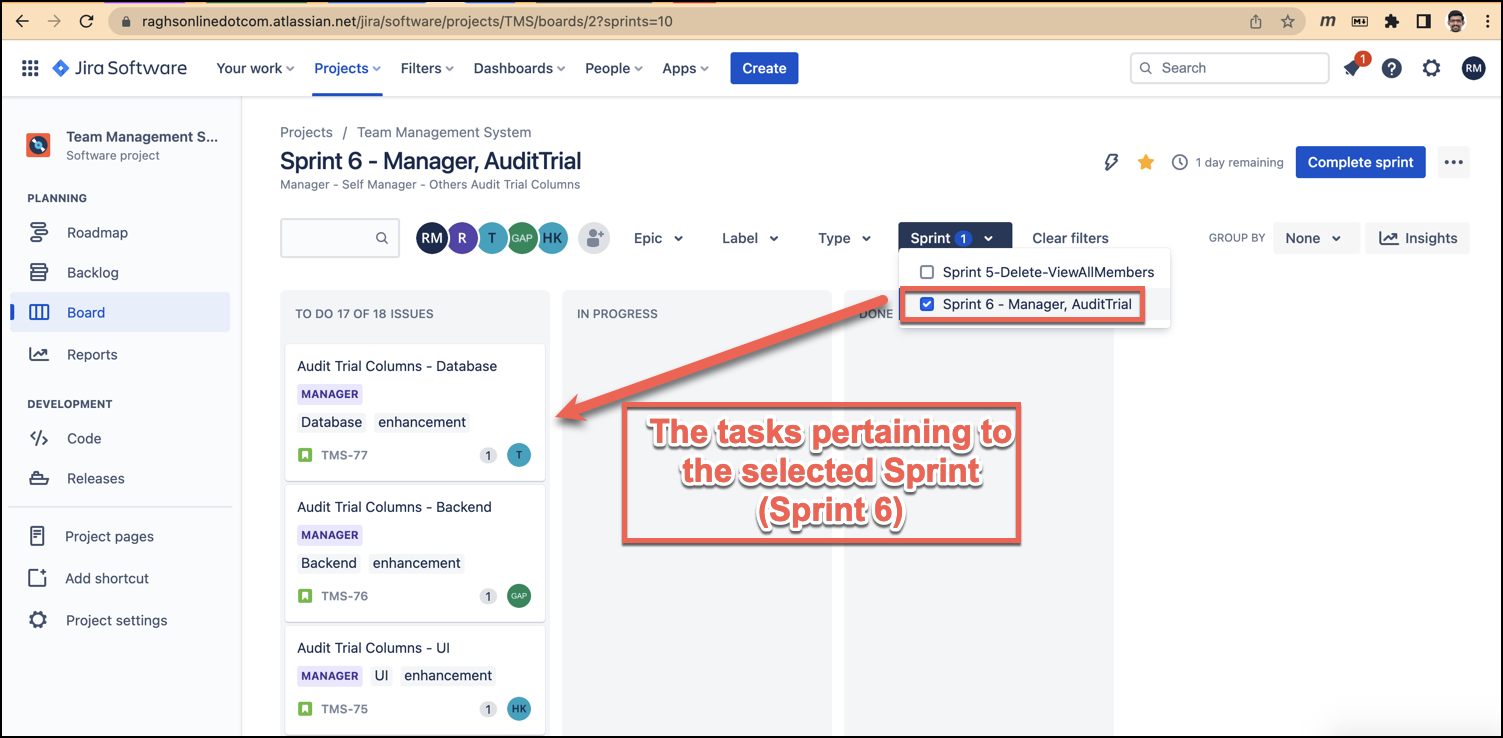 raghsonlinedotcom.atlassian.net/jira/software/projects/TMS/boards/2?sprints=10
m
M
Jira Software
Your work
Projects
Filters
Dashboards
People
Apps
Create
Search
1
RM
Team Management S...
Software project
PLANNING
Roadmap
Backlog
Board
Reports
DEVELOPMENT
Code
Releases
Project pages
Add shortcut
Project settings
Projects / Team Management System
Sprint 6 - Manager, AuditTrial
Manager - Self Manager - Others Audit Trial Columns
1 day remaining
Complete sprint
RM R T GAP HK
Epic
Label
Type
Sprint 1
Clear filters
GROUP BY
None
Insights
Sprint 5-Delete-ViewAllMembers
Sprint 6 - Manager, AuditTrial
TO DO 17 OF 18 ISSUES
IN PROGRESS
DONE
Audit Trial Columns - Database
MANAGER
Database enhancement
TMS-77 1 T
Audit Trial Columns - Backend
MANAGER
Backend enhancement
TMS-76 1 GAP
Audit Trial Columns - UI
MANAGER UI enhancement
TMS-75 1 HK
The tasks pertaining to
the selected Sprint
(Sprint 6)